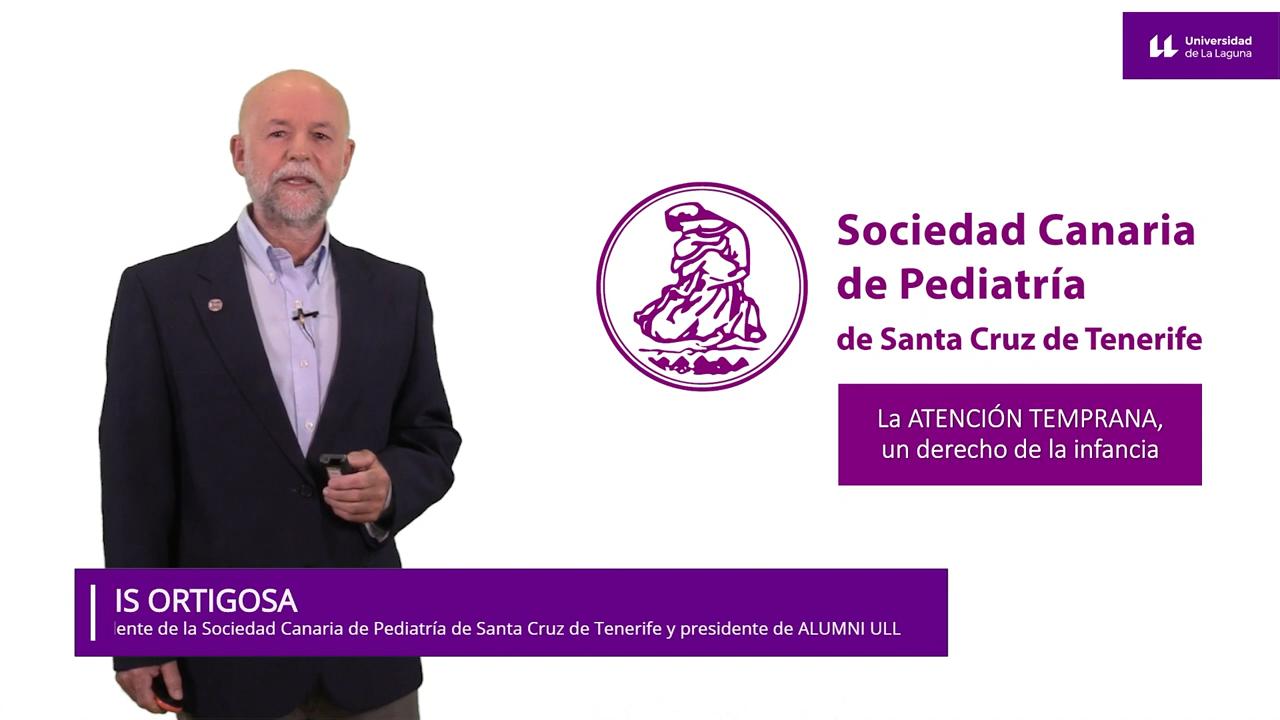 Universidad
de La Laguna
Sociedad Canaria
de Pediatría
de Santa Cruz de Tenerife
La ATENCIÓN TEMPRANA,
un derecho de la infancia
IS ORTIGOSA
ente de la Sociedad Canaria de Pediatría de Santa Cruz de Tenerife y presidente de ALUMNI ULL